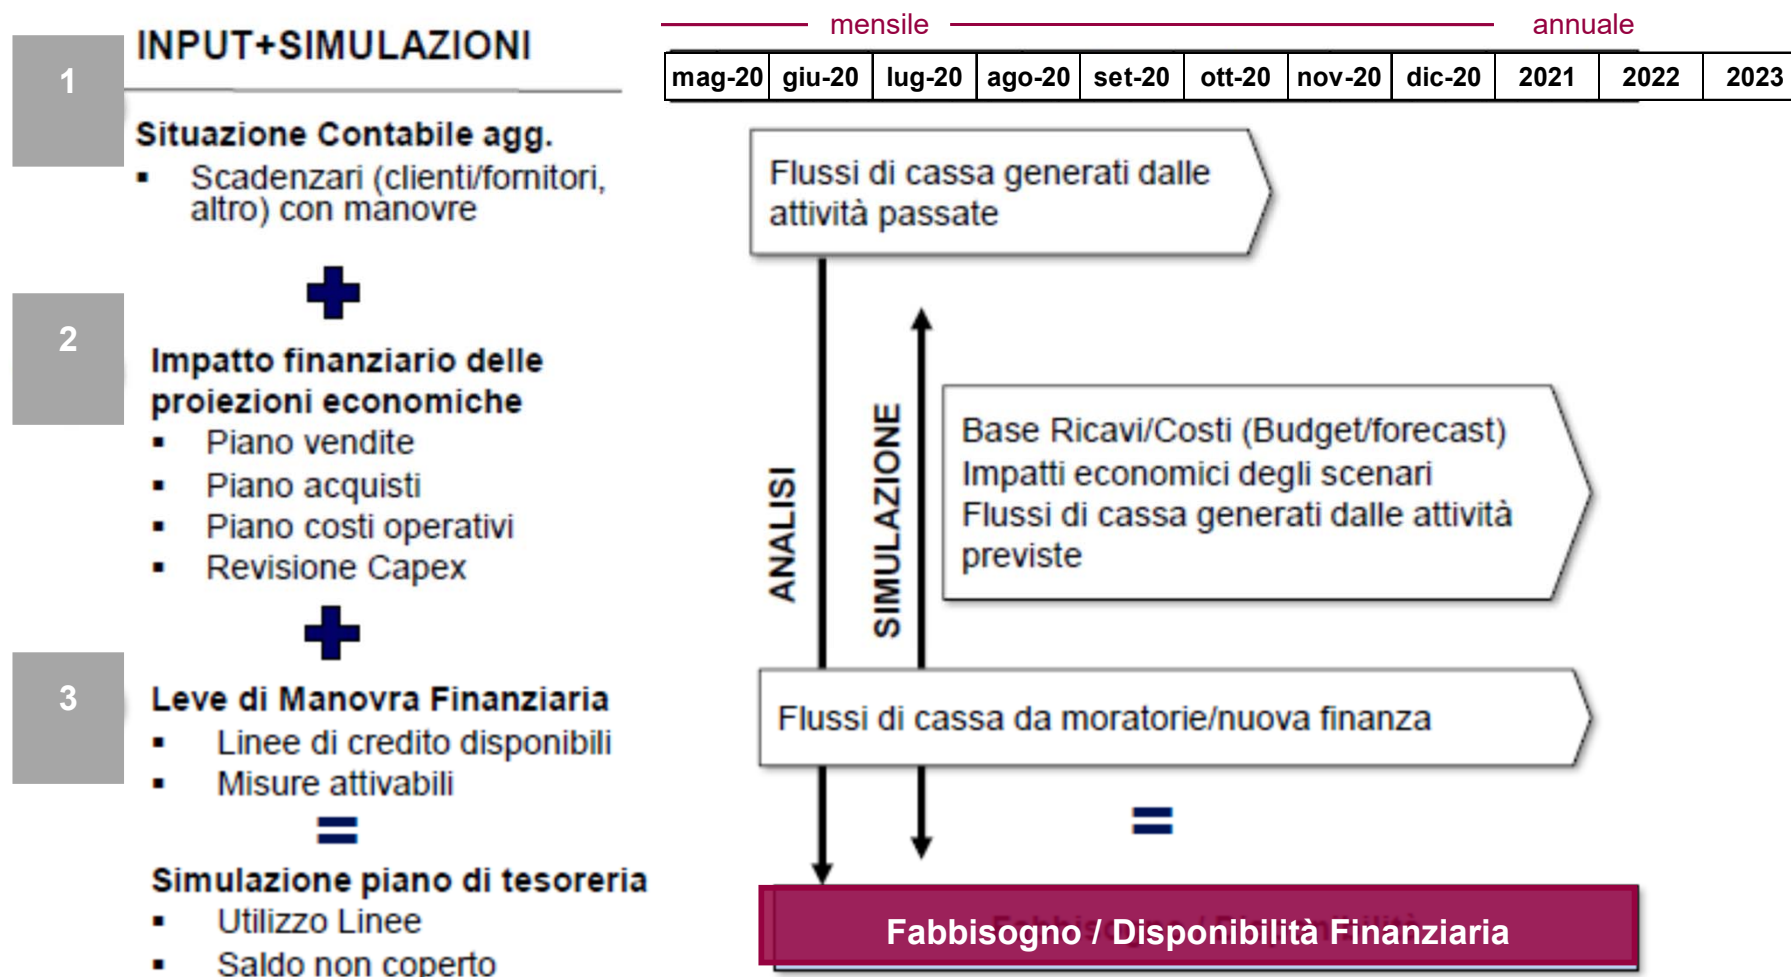 mensile
annuale
INPUT+SIMULAZIONI
mag-20 giu-20 lug-20 ago-20 set-20 ott-20 nov-20 dic-20 2021 2022 2023
1
Situazione Contabile agg.
▪ Scadenzari (clienti/fornitori,
altro) con manovre
Flussi di cassa generati dalle
attività passate
2
Impatto finanziario delle
proiezioni economiche
▪ Piano vendite
▪ Piano acquisti
▪ Piano costi operativi
▪ Revisione Capex
ANALISI
SIMULAZIONE
Base Ricavi/Costi (Budget/forecast)
Impatti economici degli scenari
Flussi di cassa generati dalle attività
previste
3
Leve di Manovra Finanziaria
▪ Linee di credito disponibili
▪ Misure attivabili
Flussi di cassa da moratorie/nuova finanza
=
=
Simulazione piano di tesoreria
▪ Utilizzo Linee
▪ Saldo non coperto
Fabbisogno / Disponibilità Finanziaria